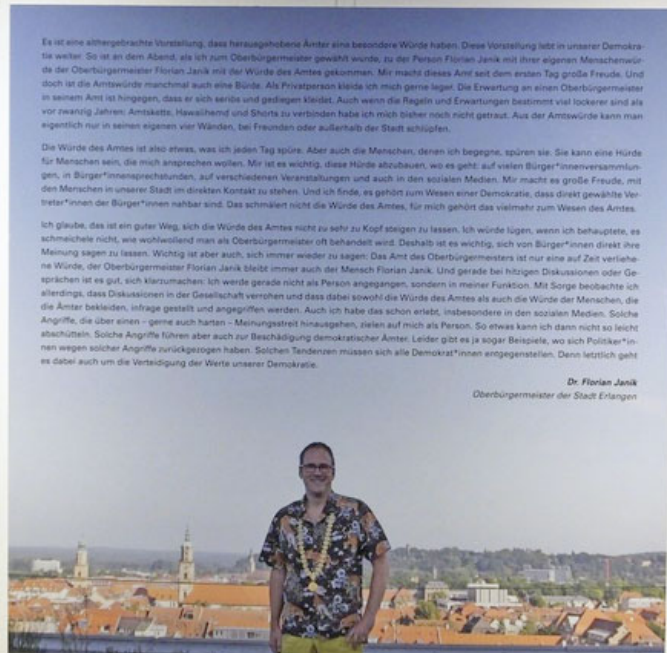 Es ist eine althergebrachte Vorstellung, dass herausgehobene Ämter eine besondere Würde haben. Diese Vorstellung lebt in unserer Demokra-
tie weiter. So ist an dem Abend, als ich zum Oberbürgermeister gewählt wurde, zu der Person Florian Janik mit ihrer eigenen Menschenwür-
de der Oberbürgermeister Florian Janik mit der Würde des Amtes gekommen. Mir macht dieses Amt seit dem ersten Tag große Freude. Und
doch ist die Amtswürde manchmal auch eine Bürde. Als Privatperson kleide ich mich gerne leger. Die Erwartung an einen Oberbürgermeister
in seinem Amt ist hingegen, dass er sich seriös und gediegen kleidet. Auch wenn die Regeln und Erwartungen bestimmt viel lockerer sind als
vor zwanzig Jahren: Amtskette, Hawaiihemd und Shorts zu verbinden habe ich mich bisher noch nicht getraut. Aus der Amtswürde kann man
eigentlich nur in seinen eigenen vier Wänden, bei Freunden oder außerhalb der Stadt schlüpfen.
Die Würde des Amtes ist also etwas, was ich jeden Tag spüre. Aber auch die Menschen, denen ich begegne, spüren sie. Sie kann eine Hürde
für Menschen sein, die mich ansprechen wollen. Mir ist es wichtig, diese Hürde abzubauen, wo es geht: auf vielen Bürger*innenversammlun-
gen, in Bürger*innensprechstunden, auf verschiedenen Veranstaltungen und auch in den sozialen Medien. Mir macht es große Freude, mit
den Menschen in unserer Stadt im direkten Kontakt zu stehen. Und ich finde, es gehört zum Wesen einer Demokratie, dass direkt gewählte Ver-
treter*innen der Bürger*innen nahbar sind. Das schmälert nicht die Würde des Amtes, für mich gehört das vielmehr zum Wesen des Amtes.
Ich glaube, das ist ein guter Weg, sich die Würde des Amtes nicht zu sehr zu Kopf steigen zu lassen. Ich würde lügen, wenn ich behauptete, es
schmeichele nicht, wie wohlwollend man als Oberbürgermeister oft behandelt wird. Deshalb ist es wichtig, sich von Bürger*innen direkt ihre
Meinung sagen zu lassen. Wichtig ist aber auch, sich immer wieder zu sagen: Das Amt des Oberbürgermeisters ist nur eine auf Zeit verliehe-
ne Würde, der Oberbürgermeister Florian Janik bleibt immer auch der Mensch Florian Janik. Und gerade bei hitzigen Diskussionen oder Ge-
sprächen ist es gut, sich klarzumachen: Ich werde gerade nicht als Person angegangen, sondern in meiner Funktion. Mit Sorge beobachte ich
allerdings, dass Diskussionen in der Gesellschaft verrohen und dass dabei sowohl die Würde des Amtes als auch die Würde der Menschen, die
die Ämter bekleiden, infrage gestellt und angegriffen werden. Auch ich habe das schon erlebt, insbesondere in den sozialen Medien. Solche
Angriffe, die über einen – gerne auch harten – Meinungsstreit hinausgehen, zielen auf mich als Person. So etwas kann ich dann nicht so leicht
abschütteln. Solche Angriffe führen aber auch zur Beschädigung demokratischer Ämter. Leider gibt es ja sogar Beispiele, wo sich Politiker*in-
nen wegen solcher Angriffe zurückgezogen haben. Solchen Tendenzen müssen sich alle Demokrat*innen entgegenstellen. Denn letztlich geht
es dabei auch um die Verteidigung der Werte unserer Demokratie.
Dr. Florian Janik
Oberbürgermeister der Stadt Erlangen